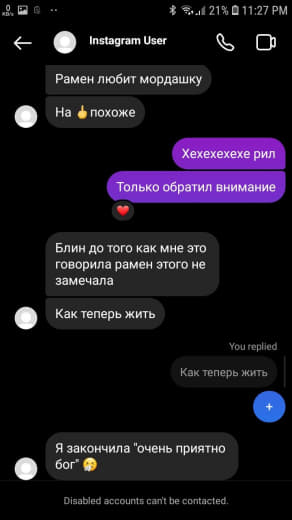 0
KB/s
21% 11:27 PM
Instagram User
Рамен любит мордашку
На 🖕похоже
Хехехехехе рил
Только обратил внимание
❤️
Блин до того как мне это
говорила рамен этого не
замечала
Как теперь жить
You replied
Как теперь жить
+
Я закончила "очень приятно
бог" 🤧
Disabled accounts can't be contacted.